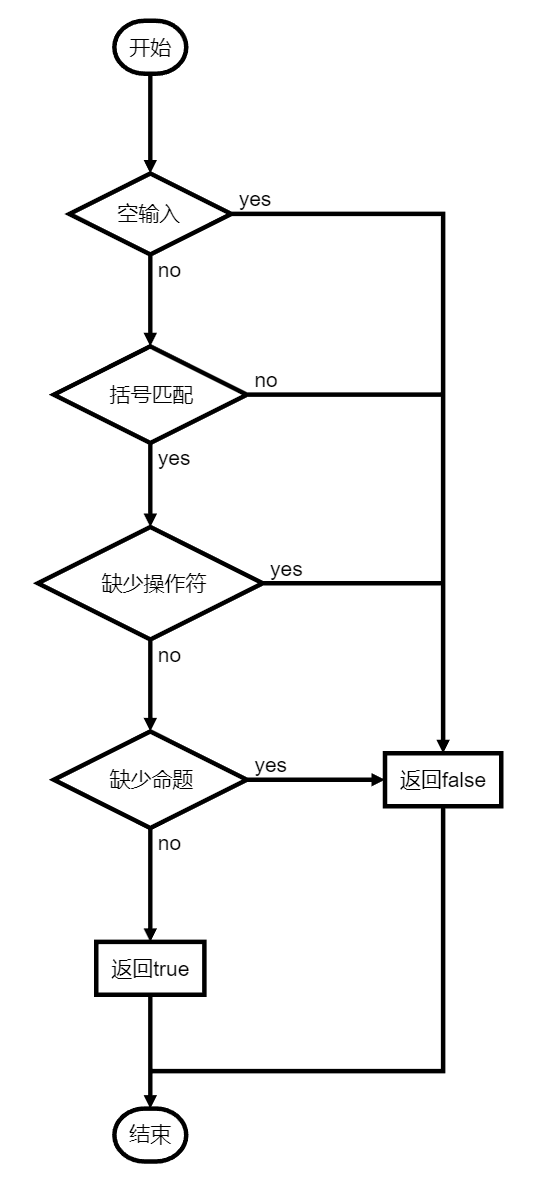 开始
空输入
yes
no
括号匹配
no
yes
缺少操作符
yes
no
缺少命题
yes
返回false
no
返回true
结束